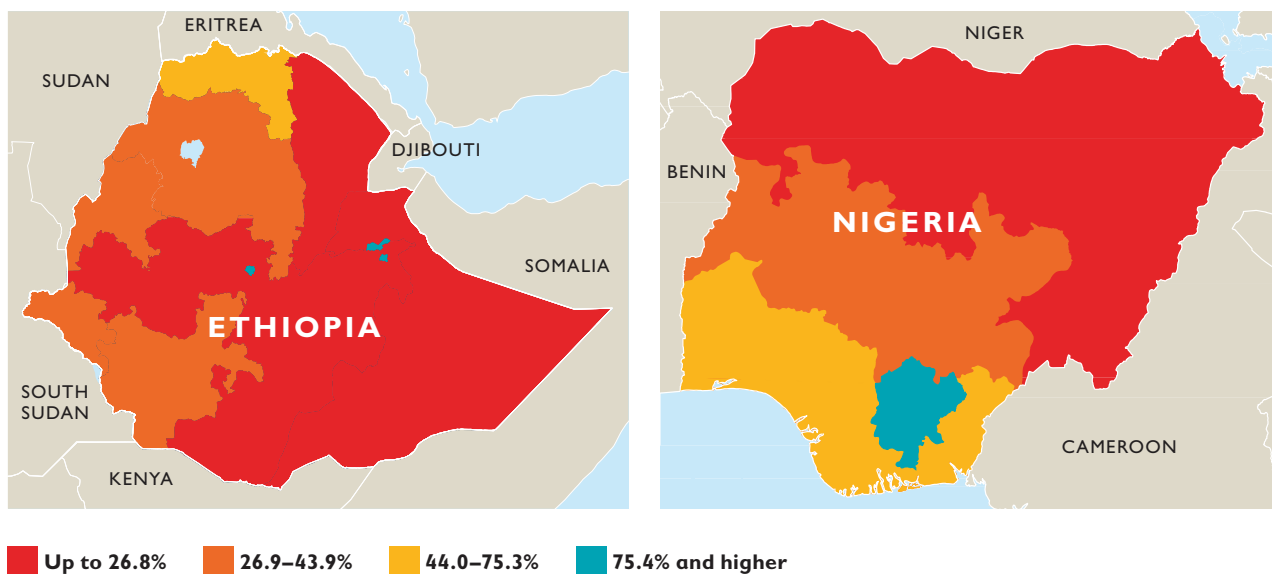 ERITREA
SUDAN
DJIBOUTI
SOMALIA
ETHIOPIA
SOUTH
SUDAN
KENYA
NIGER
BENIN
NIGERIA
CAMEROON
Up to 26.8%
26.9–43.9%
44.0–75.3%
75.4% and higher